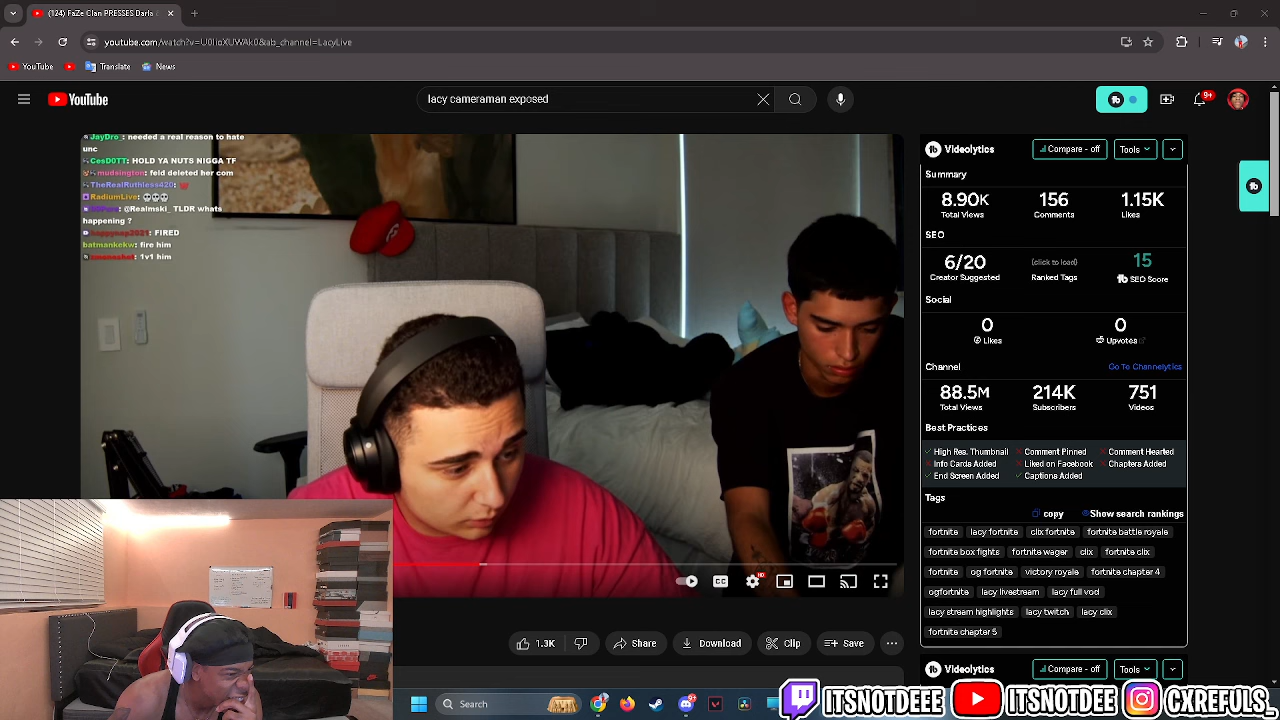 (124) FaZe Clan PRESSES Darla
youtube.com/watch?v=U0IioXUWAk0&ab_channel=LacyLive
YouTube
Translate
News
YouTube
lacy cameraman exposed
9+
JayDro : needed a real reason to hate
unc
CesD0TT: HOLD YA NUTS NIGGA TF
mudsington: feld deleted her com
TheRealRuthless420:
RadiumLive:
@Realmski_ TLDR whats
happening ?
FIRED
batmankekw: fire him
1v1 him
Videolytics
Compare - off
Tools
Summary
8.90K
156
1.15K
Total Views
Comments
Likes
SEO
6/20
(click to load)
15
Creator Suggested
Ranked Tags
SEO Score
Social
0
0
Likes
Upvotes
Channel
Go To Channelytics
88.5M
214K
751
Total Views
Subscribers
Videos
Best Practices
High Res. Thumbnail
Comment Pinned
Comment Hearted
Info Cards Added
Liked on Facebook
Chapters Added
End Screen Added
Captions Added
Tags
copy
Show search rankings
fortnite
lacy fortnite
clix fortnite
fortnite battle royale
fortnite box fights
fortnite wager
clix
fortnite clix
fortnite
og fortnite
victory royale
fortnite chapter 4
ogfortnite
lacy livestream
lacy full vod
lacy stream highlights
lacy twitch
lacy clix
fortnite chapter 5
CC
HD
1.3K
Share
Download
Clip
Save
Videolytics
Compare - off
Tools
Search
ITSNOTDEEE
ITSNOTDEE
CXREFULS_